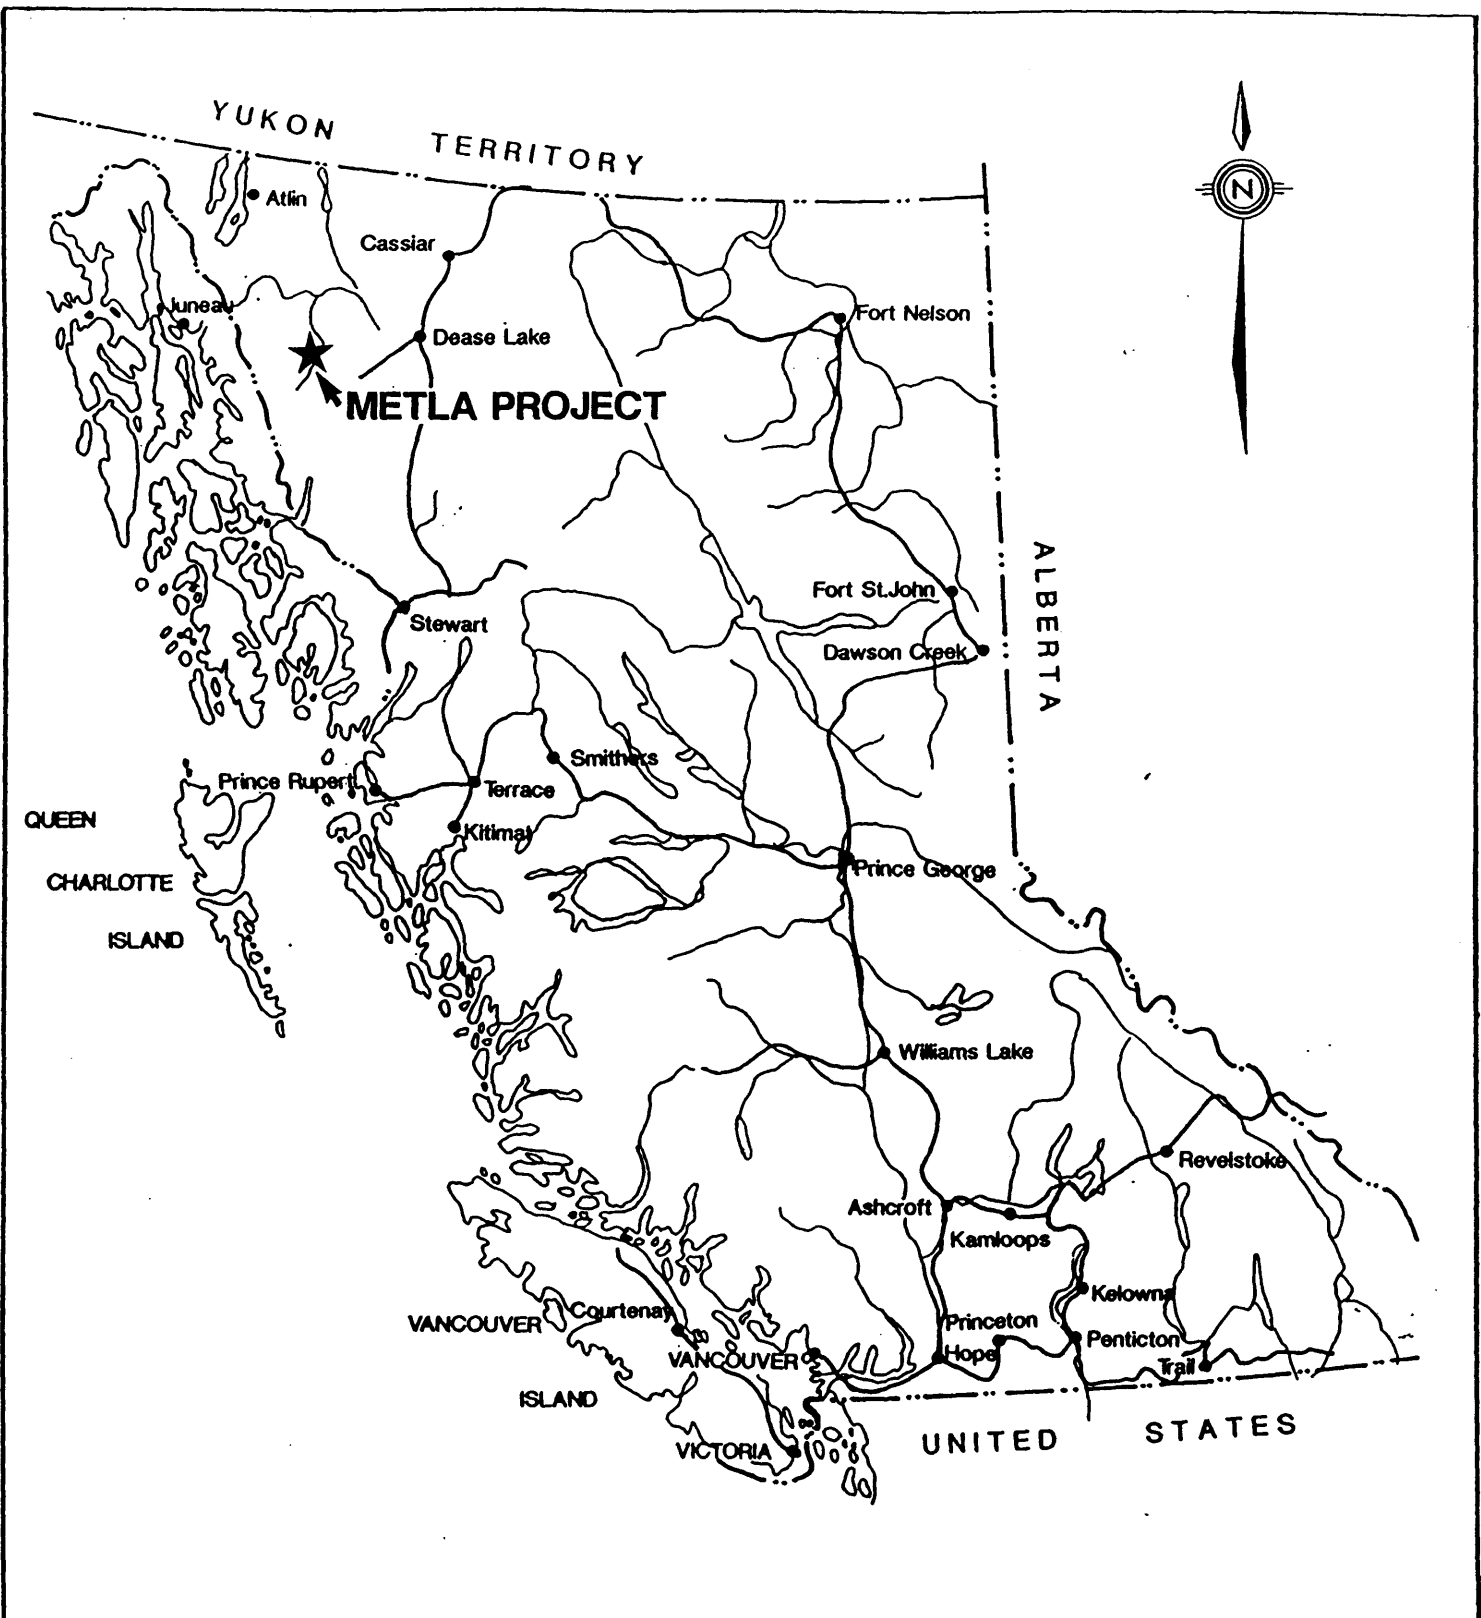 YUKON TERRITORY
N
Atlin
Cassiar
Juneau
Fort Nelson
Dease Lake
METLA PROJECT
ALBERTA
Fort St.John
Stewart
Dawson Creek
Smithers
Prince Rupert
Terrace
QUEEN
Kitimat
Prince George
CHARLOTTE
ISLAND
Williams Lake
Revelstoke
Ashcroft
Kamloops
Kelowna
Courtenay
VANCOUVER
Princeton
Penticton
Hope
VANCOUVER
Trail
ISLAND
UNITED STATES
VICTORIA